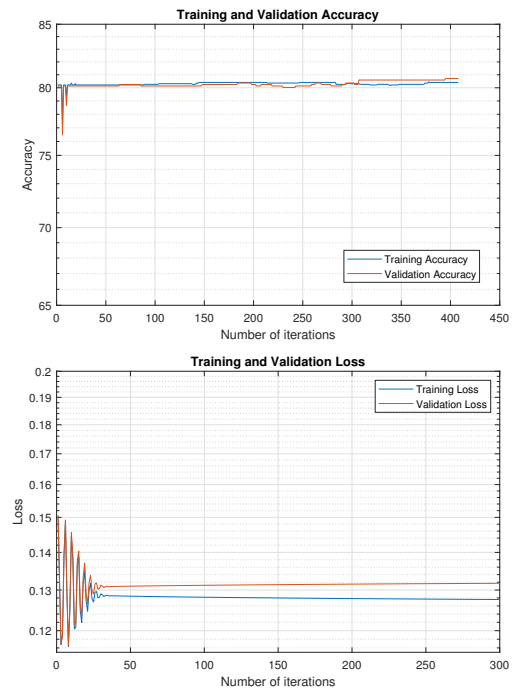 Training and Validation Accuracy
85
80
75
70
65
Accuracy
Training Accuracy
Validation Accuracy
0 50 100 150 200 250 300 350 400 450
Number of iterations
Training and Validation Loss
0.2
0.19
0.18
0.17
0.16
0.15
0.14
0.13
0.12
Loss
Training Loss
Validation Loss
0 50 100 150 200 250 300
Number of iterations